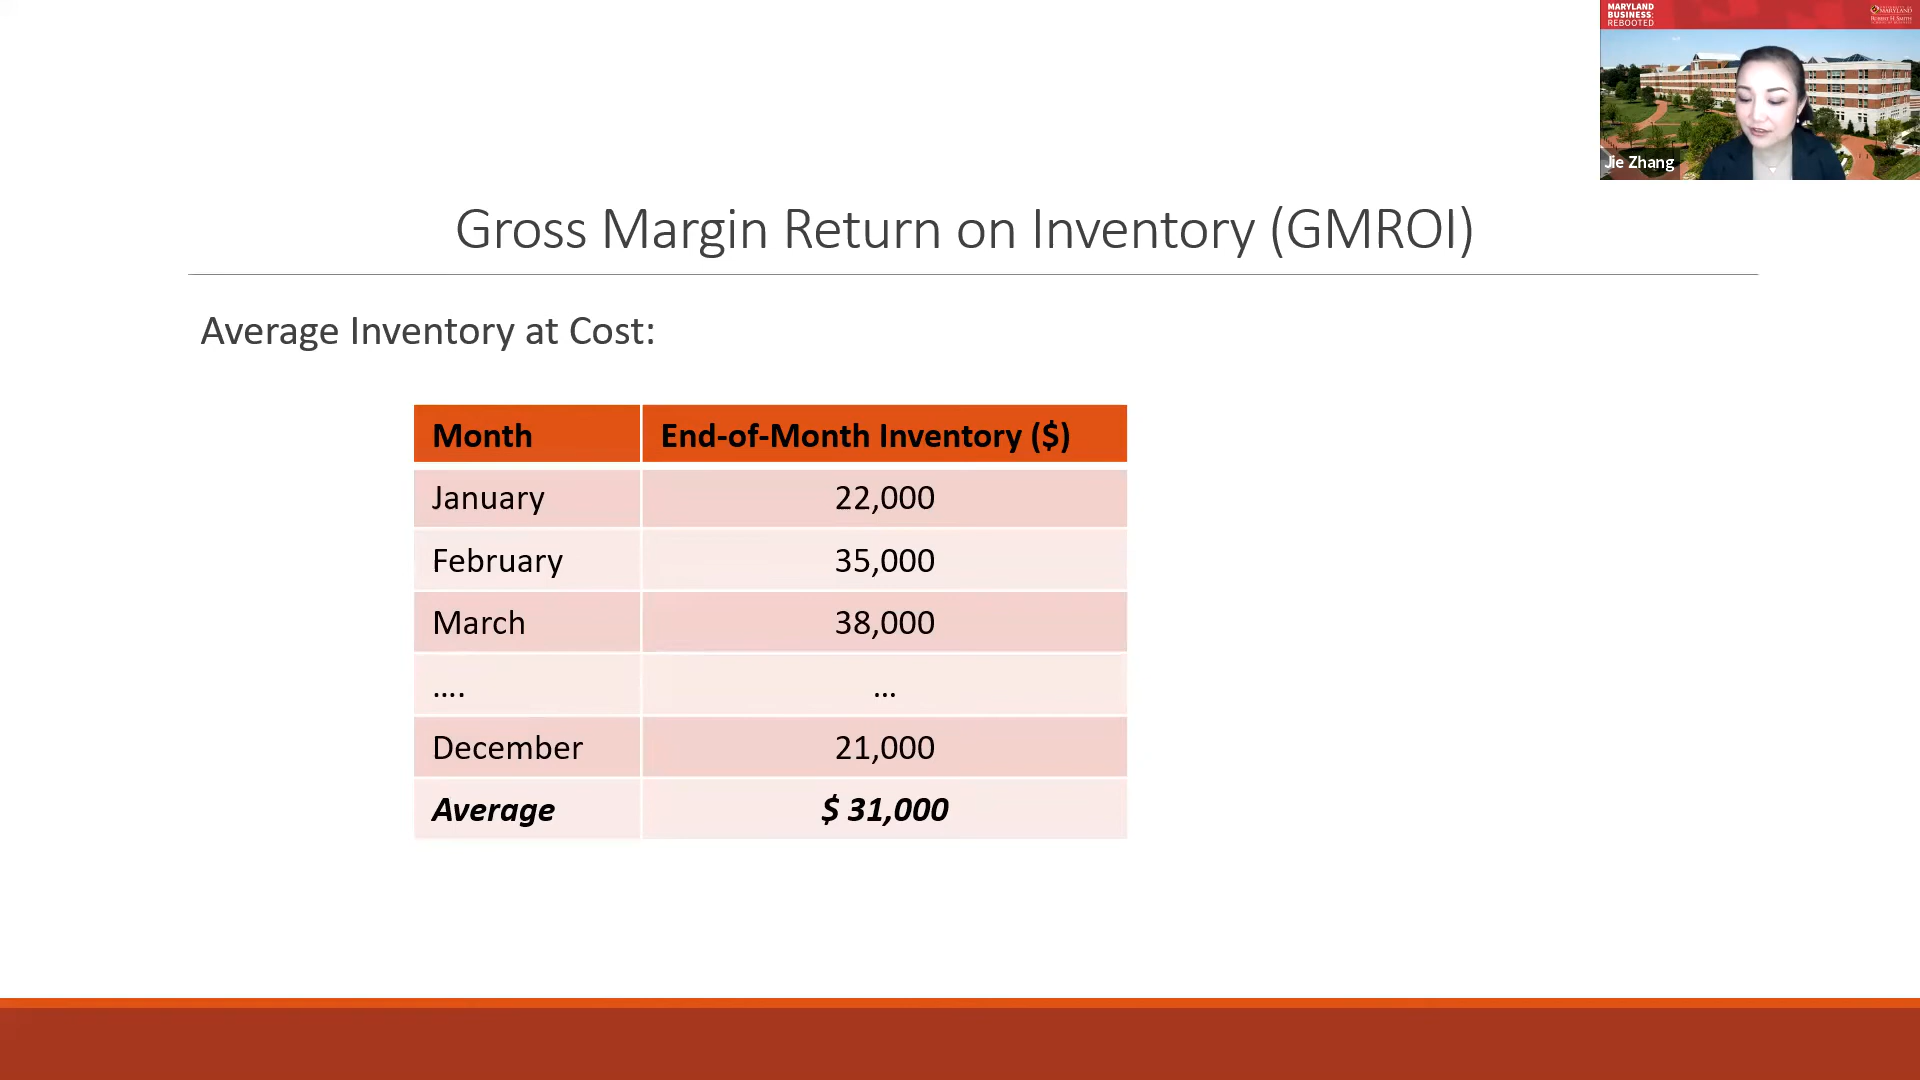 MARYLAND
BUSINESS:
REBOOTED
MARYLAND
Jie Zhang
Gross Margin Return on Inventory (GMROI)
Average Inventory at Cost:
Month End-of-Month Inventory ($)
January 22,000
February 35,000
March 38,000
.... ...
December 21,000
Average $ 31,000